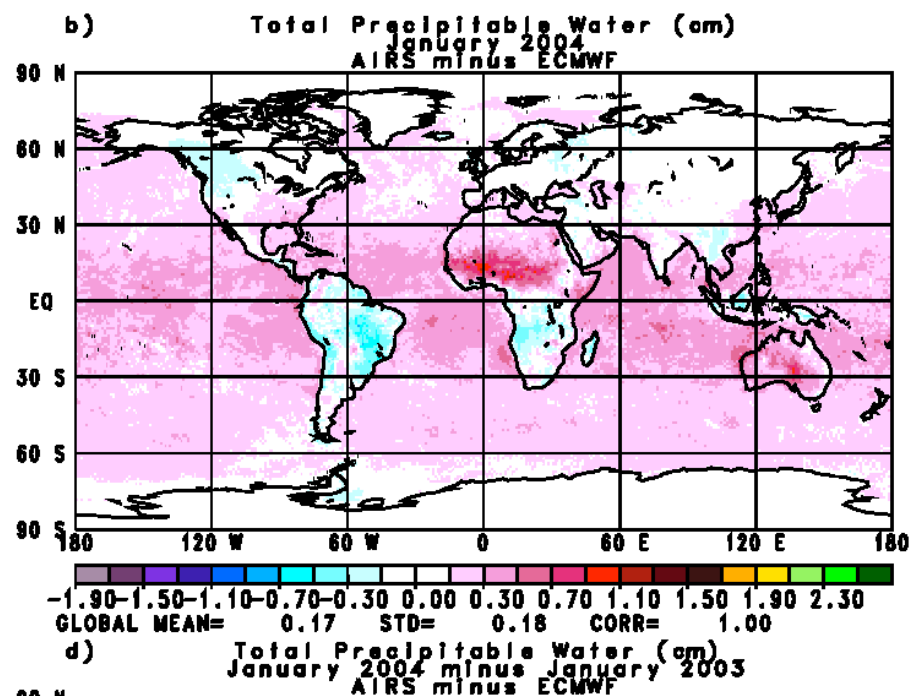 b) Total Precipitable Water (cm)
January 2004
AIRS minus ECMWF
90 N
60 N
30 N
EQ
30 S
60 S
90 S
180 120 W 60 W 0 60 E 120 E 180
-1.90 -1.50 -1.10 -0.70 -0.30 0.00 0.30 0.70 1.10 1.50 1.90 2.30
GLOBAL MEAN= 0.17 STD= 0.18 CORR= 1.00
d) Total Precipitable Water (cm)
January 2004 minus January 2003
AIRS minus ECMWF